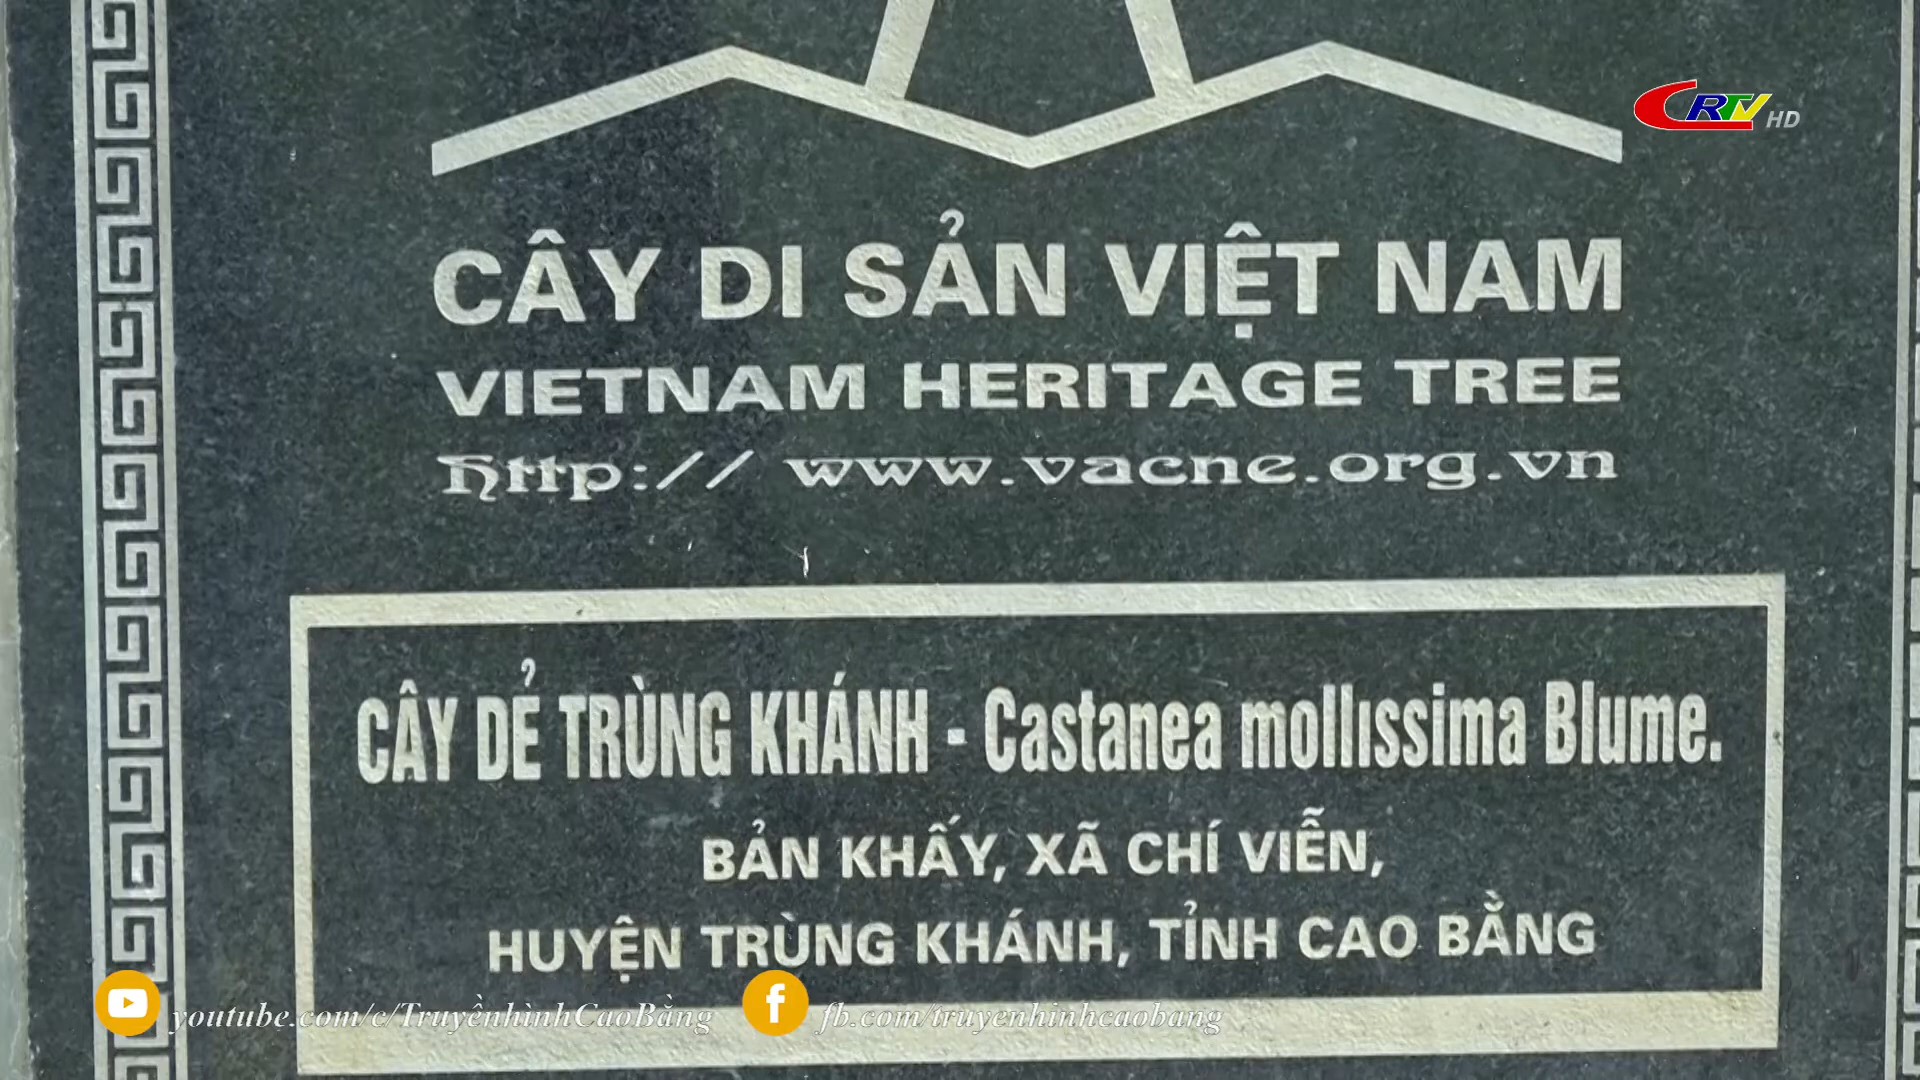 CRTV HD
CÂY DI SẢN VIỆT NAM
VIETNAM HERITAGE TREE
http:// www.vacne.org.vn
CÂY DẺ TRÙNG KHÁNH - Castanea mollıssima Blume.
BẢN KHẤY, XÃ CHÍ VIỄN,
HUYỆN TRÙNG KHÁNH, TỈNH CAO BẰNG
youtube.com/c/TruyềnhìnhCaoBằng fb.com/truyenhinhcaobang